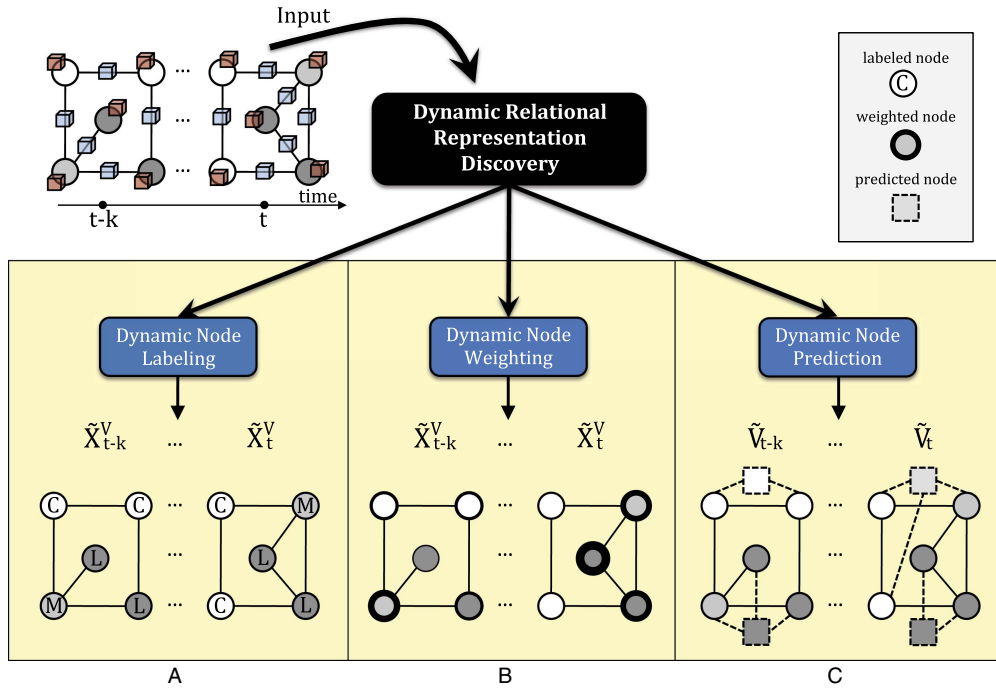 Input
...
...
...
t-k
t
time
Dynamic Relational
Representation
Discovery
labeled node
C
weighted node
predicted node
Dynamic Node
Labeling
X̃ᵛₜ₋ₖ ... X̃ᵛₜ
C C ... C M
L ... L
M L ... C L
A
Dynamic Node
Weighting
X̃ᵛₜ₋ₖ ... X̃ᵛₜ
...
...
...
B
Dynamic Node
Prediction
Ṽₜ₋ₖ ... Ṽₜ
...
...
...
C